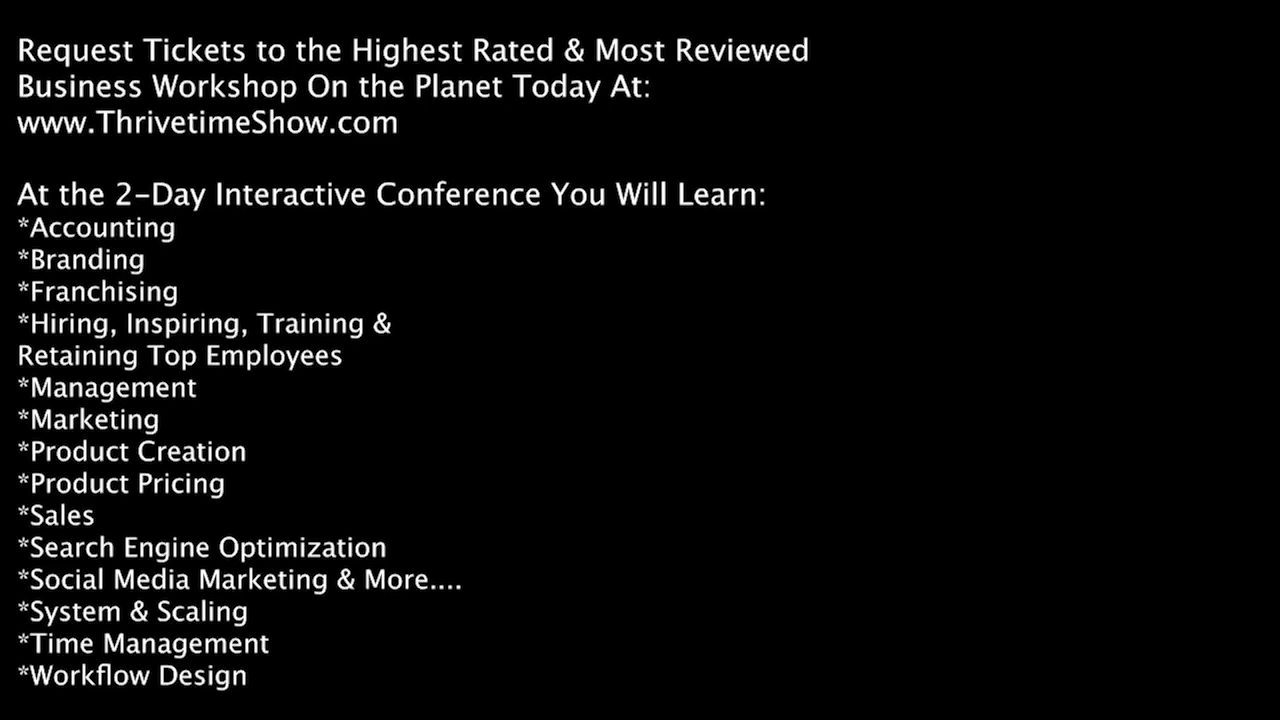 Request Tickets to the Highest Rated & Most Reviewed
Business Workshop On the Planet Today At:
www.ThrivetimeShow.com
At the 2-Day Interactive Conference You Will Learn:
*Accounting
*Branding
*Franchising
*Hiring, Inspiring, Training &
Retaining Top Employees
*Management
*Marketing
*Product Creation
*Product Pricing
*Sales
*Search Engine Optimization
*Social Media Marketing & More....
*System & Scaling
*Time Management
*Workflow Design